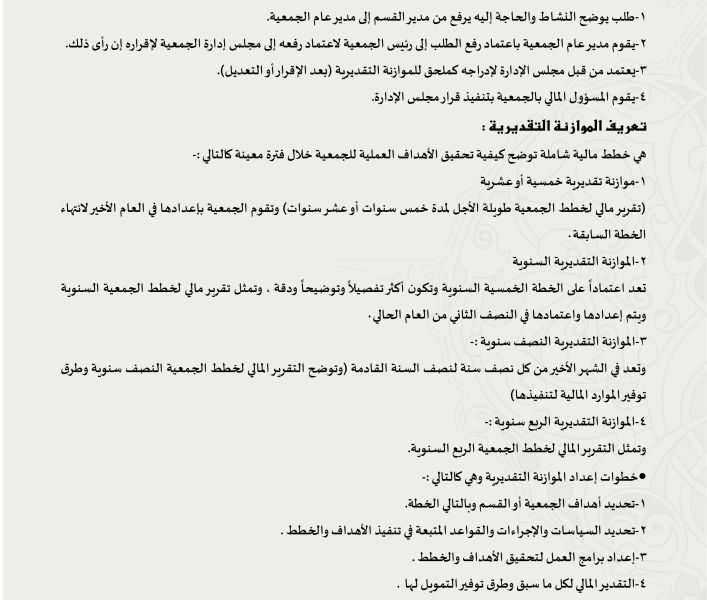 ١-طلب يوضح النشاط والحاجة إليه يرفع من مدير القسم إلى مدير عام الجمعية.
٢-يقوم مدير عام الجمعية باعتماد رفع الطلب إلى رئيس الجمعية لاعتماد رفعه إلى مجلس إدارة الجمعية لإقراره إن رأى ذلك.
٣-يعتمد من قبل مجلس الإدارة لإدراجه كملحق للموازنة التقديرية (بعد الإقرار أو التعديل).
٤-يقوم المسؤول المالي بالجمعية بتنفيذ قرار مجلس الإدارة.
تعريف الموازنة التقديرية :
هي خطط مالية شاملة توضح كيفية تحقيق الأهداف العملية للجمعية خلال فترة معينة كالتالي :-
١-موازنة تقديرية خمسية أو عشرية
(تقرير مالي لخطط الجمعية طويلة الأجل لمدة خمس سنوات أو عشر سنوات) وتقوم الجمعية بإعدادها في العام الأخير لانتهاء
الخطة السابقة .
٢-الموازنة التقديرية السنوية
تعد اعتماداً على الخطة الخمسية السنوية وتكون أكثر تفصيلاً وتوضيحاً ودقة ، وتمثل تقرير مالي لخطط الجمعية السنوية
ويتم إعدادها واعتمادها في النصف الثاني من العام الحالي .
٣-الموازنة التقديرية النصف سنوية :-
وتعد في الشهر الأخير من كل نصف سنة لنصف السنة القادمة (وتوضح التقرير المالي لخطط الجمعية النصف سنوية وطرق
توفير الموارد المالية لتنفيذها)
٤-الموازنة التقديرية الربع سنوية :-
وتمثل التقرير المالي لخطط الجمعية الربع السنوية.
●خطوات إعداد الموازنة التقديرية وهي كالتالي :-
١-تحديد أهداف الجمعية أو القسم وبالتالي الخطة.
٢-تحديد السياسات والإجراءات والقواعد المتبعة في تنفيذ الأهداف والخطط .
٣-إعداد برامج العمل لتحقيق الأهداف والخطط .
٤-التقدير المالي لكل ما سبق وطرق توفير التمويل لها .